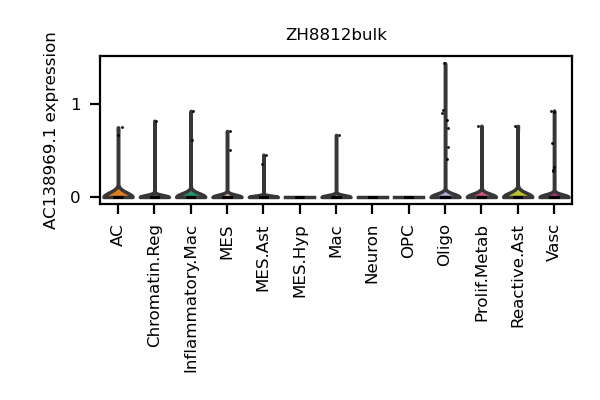 ZH8812bulk
AC138969.1 expression
1
0
AC
Chromatin.Reg
Inflammatory.Mac
MES
MES.Ast
MES.Hyp
Mac
Neuron
OPC
Oligo
Prolif.Metab
Reactive.Ast
Vasc